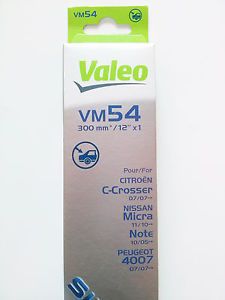 VM54
Valeo
VM54
300 mm*/12" x1
Pour/For
CITROËN
C-Crosser
07/07→
NISSAN
Micra
11/10→
Note
10/05→
PEUGEOT
4007
07/07→